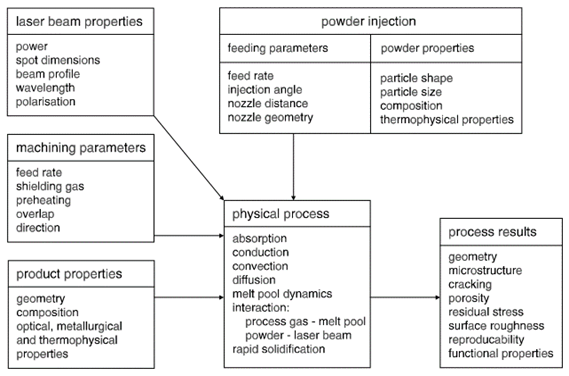 laser beam properties
power
spot dimensions
beam profile
wavelength
polarisation
powder injection
feeding parameters
feed rate
injection angle
nozzle distance
nozzle geometry
powder properties
particle shape
particle size
composition
thermophysical properties
machining parameters
feed rate
shielding gas
preheating
overlap
direction
product properties
geometry
composition
optical, metallurgical
and thermophysical
properties
physical process
absorption
conduction
convection
diffusion
melt pool dynamics
interaction:
process gas - melt pool
powder - laser beam
rapid solidification
process results
geometry
microstructure
cracking
porosity
residual stress
surface roughness
reproducability
functional properties